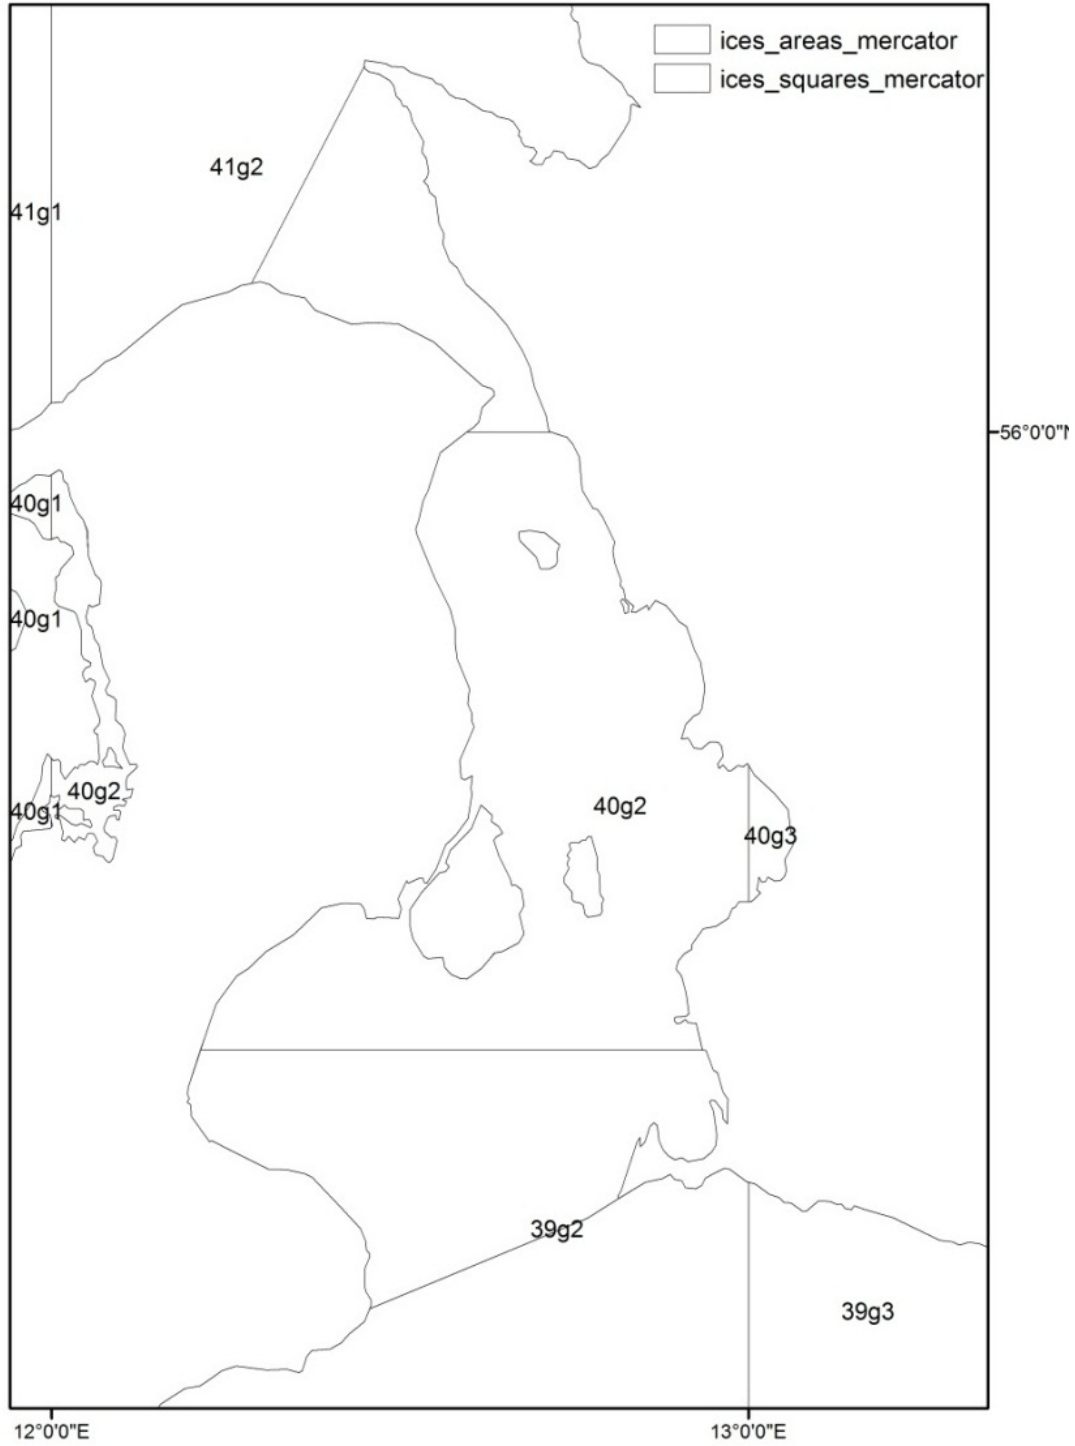 ices_areas_mercator
ices_squares_mercator
41g2
41g1
56°0'0"N
40g1
40g1
40g2
40g1
40g2
40g3
39g2
39g3
12°0'0"E
13°0'0"E